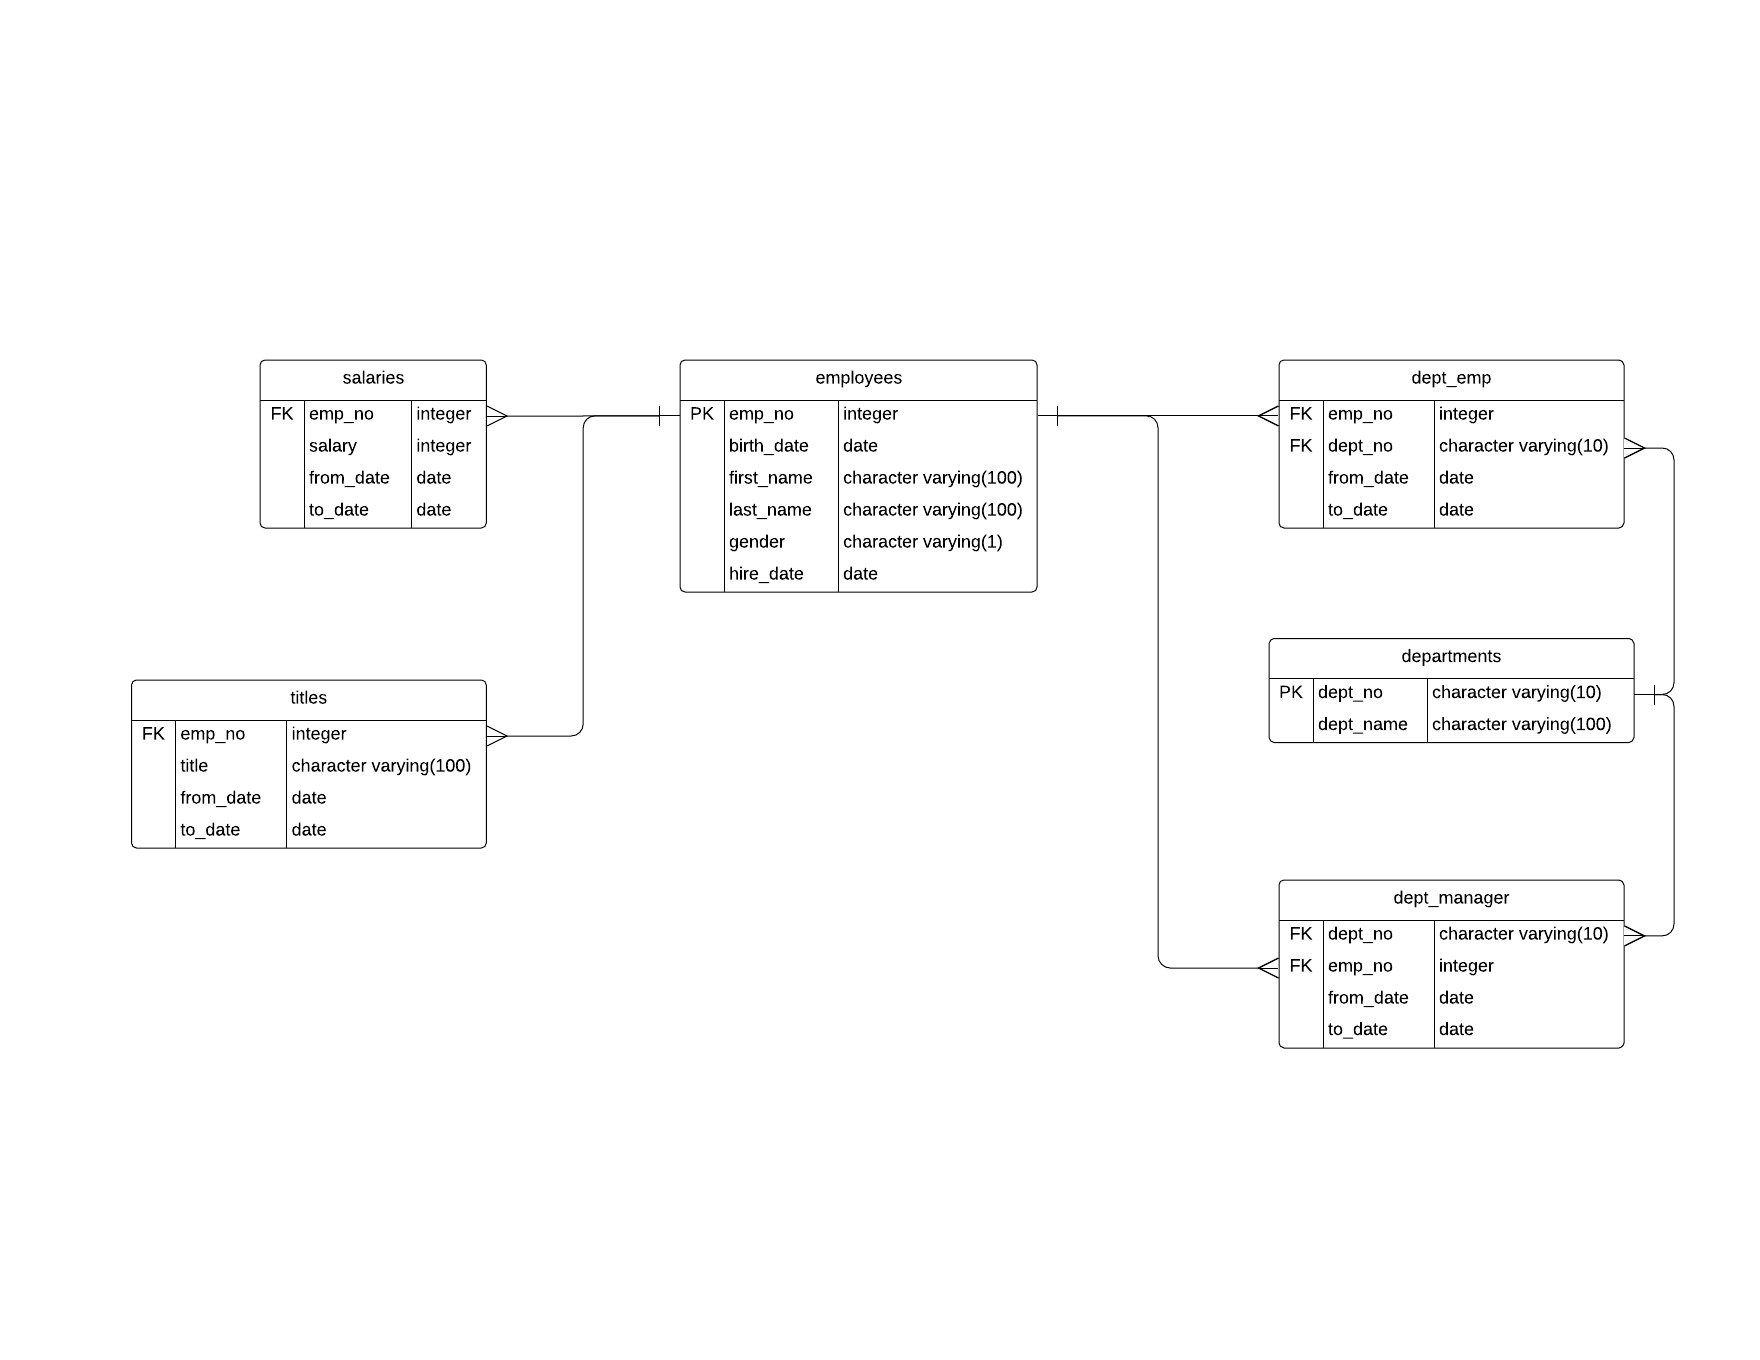 salaries
FK emp_no integer
salary integer
from_date date
to_date date
employees
PK emp_no integer
birth_date date
first_name character varying(100)
last_name character varying(100)
gender character varying(1)
hire_date date
dept_emp
FK emp_no integer
FK dept_no character varying(10)
from_date date
to_date date
departments
PK dept_no character varying(10)
dept_name character varying(100)
titles
FK emp_no integer
title character varying(100)
from_date date
to_date date
dept_manager
FK dept_no character varying(10)
FK emp_no integer
from_date date
to_date date